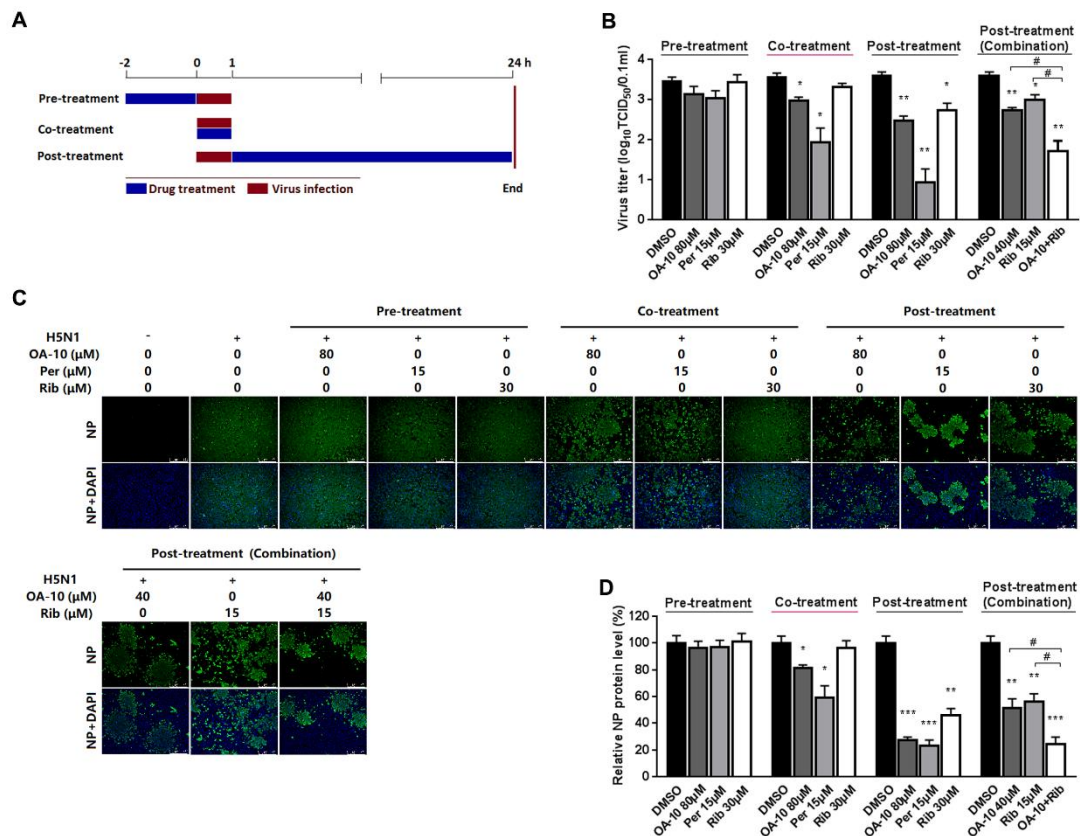 A
-2 0 1 24 h
Pre-treatment
Co-treatment
Post-treatment
Drug treatment Virus infection End
B
Pre-treatment Co-treatment Post-treatment Post-treatment
(Combination)
Virus titer (log10TCID50/0.1ml)
5
4
3
2
1
0
* * ** ** * ** * ** # #
DMSO OA-10 80μM Per 15μM Rib 30μM DMSO OA-10 80μM Per 15μM Rib 30μM DMSO OA-10 80μM Per 15μM Rib 30μM DMSO OA-10 40μM Rib 15μM OA-10+Rib
C
Pre-treatment Co-treatment Post-treatment
H5N1 - + + + + + + + + + +
OA-10 (μM) 0 0 80 0 0 80 0 0 80 0 0
Per (μM) 0 0 0 15 0 0 15 0 0 15 0
Rib (μM) 0 0 0 0 30 0 0 30 0 0 30
NP
NP+DAPI
Post-treatment (Combination)
H5N1 + + +
OA-10 (μM) 40 0 40
Rib (μM) 0 15 15
NP
NP+DAPI
D
Pre-treatment Co-treatment Post-treatment Post-treatment
(Combination)
Relative NP protein level (%)
120
100
80
60
40
20
0
* * *** *** ** ** ** *** # #
DMSO OA-10 80μM Per 15μM Rib 30μM DMSO OA-10 80μM Per 15μM Rib 30μM DMSO OA-10 80μM Per 15μM Rib 30μM DMSO OA-10 40μM Rib 15μM OA-10+Rib